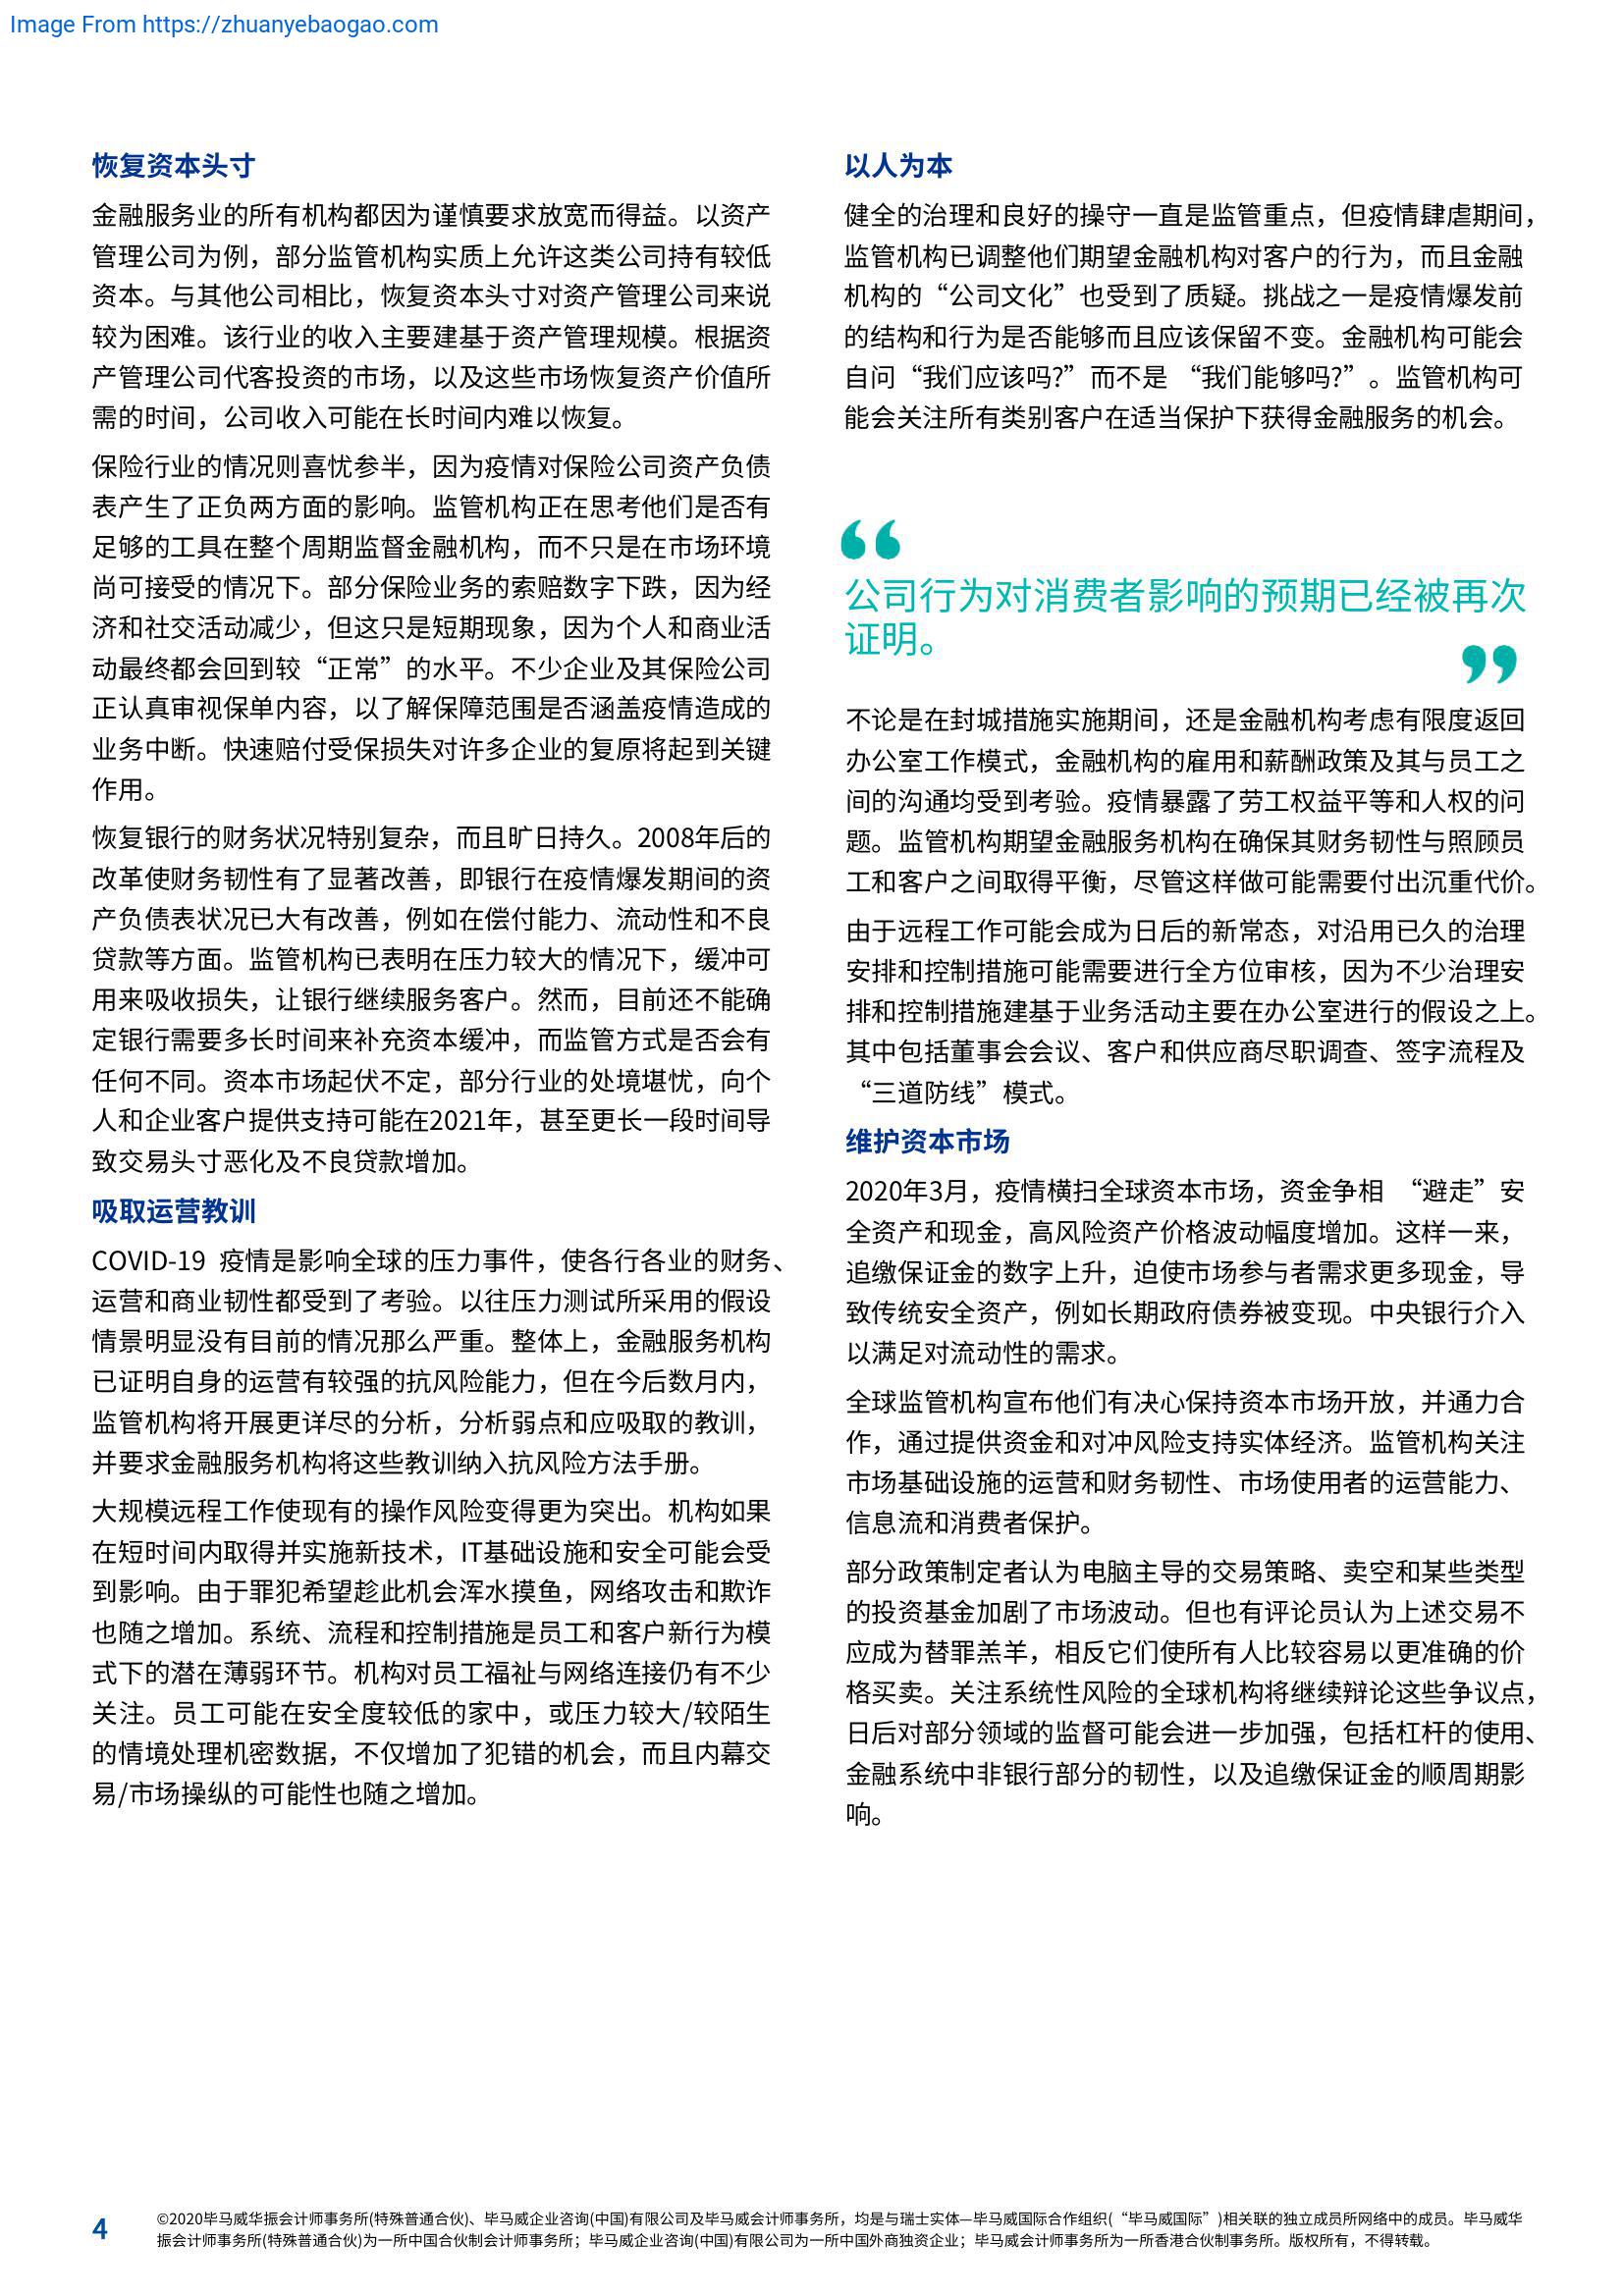 Image From https://zhuanyebaogao.com
恢复资本头寸
金融服务业的所有机构都因为谨慎要求放宽而得益。以资产
管理公司为例，部分监管机构实质上允许这类公司持有较低
资本。与其他公司相比，恢复资本头寸对资产管理公司来说
较为困难。该行业的收入主要建基于资产管理规模。根据资
产管理公司代客投资的市场，以及这些市场恢复资产价值所
需的时间，公司收入可能在长时间内难以恢复。
保险行业的情况则喜忧参半，因为疫情对保险公司资产负债
表产生了正负两方面的影响。监管机构正在思考他们是否有
足够的工具在整个周期监督金融机构，而不只是在市场环境
尚可接受的情况下。部分保险业务的索赔数字下跌，因为经
济和社交活动减少，但这只是短期现象，因为个人和商业活
动最终都会回到较“正常”的水平。不少企业及其保险公司
正认真审视保单内容，以了解保障范围是否涵盖疫情造成的
业务中断。快速赔付受保损失对许多企业的复原将起到关键
作用。
恢复银行的财务状况特别复杂，而且旷日持久。2008年后的
改革使财务韧性有了显著改善，即银行在疫情爆发期间的资
产负债表状况已大有改善，例如在偿付能力、流动性和不良
贷款等方面。监管机构已表明在压力较大的情况下，缓冲可
用来吸收损失，让银行继续服务客户。然而，目前还不能确
定银行需要多长时间来补充资本缓冲，而监管方式是否会有
任何不同。资本市场起伏不定，部分行业的处境堪忧，向个
人和企业客户提供支持可能在2021年，甚至更长一段时间导
致交易头寸恶化及不良贷款增加。
吸取运营教训
COVID-19 疫情是影响全球的压力事件，使各行各业的财务、
运营和商业韧性都受到了考验。以往压力测试所采用的假设
情景明显没有目前的情况那么严重。整体上，金融服务机构
已证明自身的运营有较强的抗风险能力，但在今后数月内，
监管机构将开展更详尽的分析，分析弱点和应吸取的教训，
并要求金融服务机构将这些教训纳入抗风险方法手册。
大规模远程工作使现有的操作风险变得更为突出。机构如果
在短时间内取得并实施新技术，IT基础设施和安全可能会受
到影响。由于罪犯希望趁此机会浑水摸鱼，网络攻击和欺诈
也随之增加。系统、流程和控制措施是员工和客户新行为模
式下的潜在薄弱环节。机构对员工福祉与网络连接仍有不少
关注。员工可能在安全度较低的家中，或压力较大/较陌生
的情境处理机密数据，不仅增加了犯错的机会，而且内幕交
易/市场操纵的可能性也随之增加。
以人为本
健全的治理和良好的操守一直是监管重点，但疫情肆虐期间，
监管机构已调整他们期望金融机构对客户的行为，而且金融
机构的“公司文化”也受到了质疑。挑战之一是疫情爆发前
的结构和行为是否能够而且应该保留不变。金融机构可能会
自问“我们应该吗?”而不是 “我们能够吗?”。监管机构可
能会关注所有类别客户在适当保护下获得金融服务的机会。
“
公司行为对消费者影响的预期已经被再次
证明。
”
不论是在封城措施实施期间，还是金融机构考虑有限度返回
办公室工作模式，金融机构的雇用和薪酬政策及其与员工之
间的沟通均受到考验。疫情暴露了劳工权益平等和人权的问
题。监管机构期望金融服务机构在确保其财务韧性与照顾员
工和客户之间取得平衡，尽管这样做可能需要付出沉重代价。
由于远程工作可能会成为日后的新常态，对沿用已久的治理
安排和控制措施可能需要进行全方位审核，因为不少治理安
排和控制措施建基于业务活动主要在办公室进行的假设之上。
其中包括董事会会议、客户和供应商尽职调查、签字流程及
“三道防线”模式。
维护资本市场
2020年3月，疫情横扫全球资本市场，资金争相 “避走”安
全资产和现金，高风险资产价格波动幅度增加。这样一来，
追缴保证金的数字上升，迫使市场参与者需求更多现金，导
致传统安全资产，例如长期政府债券被变现。中央银行介入
以满足对流动性的需求。
全球监管机构宣布他们有决心保持资本市场开放，并通力合
作，通过提供资金和对冲风险支持实体经济。监管机构关注
市场基础设施的运营和财务韧性、市场使用者的运营能力、
信息流和消费者保护。
部分政策制定者认为电脑主导的交易策略、卖空和某些类型
的投资基金加剧了市场波动。但也有评论员认为上述交易不
应成为替罪羔羊，相反它们使所有人比较容易以更准确的价
格买卖。关注系统性风险的全球机构将继续辩论这些争议点，
日后对部分领域的监督可能会进一步加强，包括杠杆的使用、
金融系统中非银行部分的韧性，以及追缴保证金的顺周期影
响。
4
©2020毕马威华振会计师事务所(特殊普通合伙)、毕马威企业咨询(中国)有限公司及毕马威会计师事务所，均是与瑞士实体—毕马威国际合作组织(“毕马威国际”)相关联的独立成员所网络中的成员。毕马威华
振会计师事务所(特殊普通合伙)为一所中国合伙制会计师事务所；毕马威企业咨询(中国)有限公司为一所中国外商独资企业；毕马威会计师事务所为一所香港合伙制事务所。版权所有，不得转载。